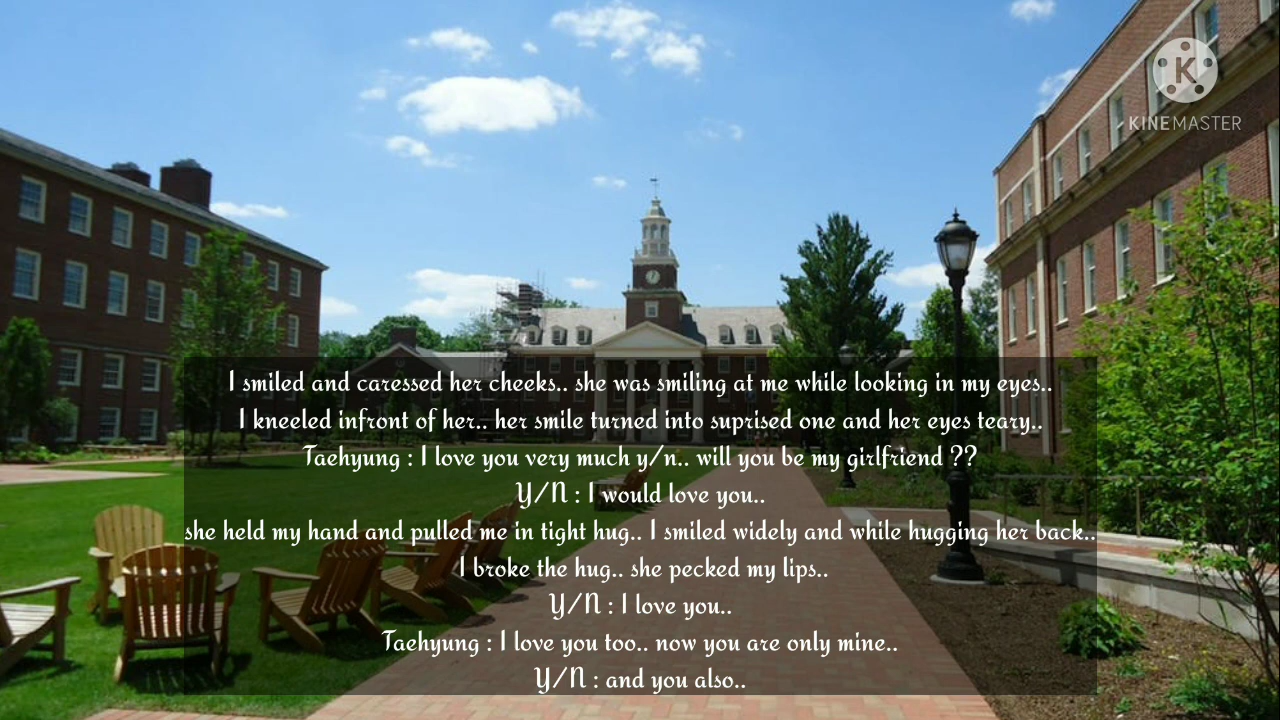 K
KINEMASTER
I smiled and caressed her cheeks.. she was smiling at me while looking in my eyes..
I kneeled infront of her.. her smile turned into suprised one and her eyes teary..
Taehyung : I love you very much y/n.. will you be my girlfriend ??
Y/N : I would love you..
she held my hand and pulled me in tight hug.. I smiled widely and while hugging her back..
I broke the hug.. she pecked my lips..
Y/N : I love you..
Taehyung : I love you too.. now you are only mine..
Y/N : and you also..